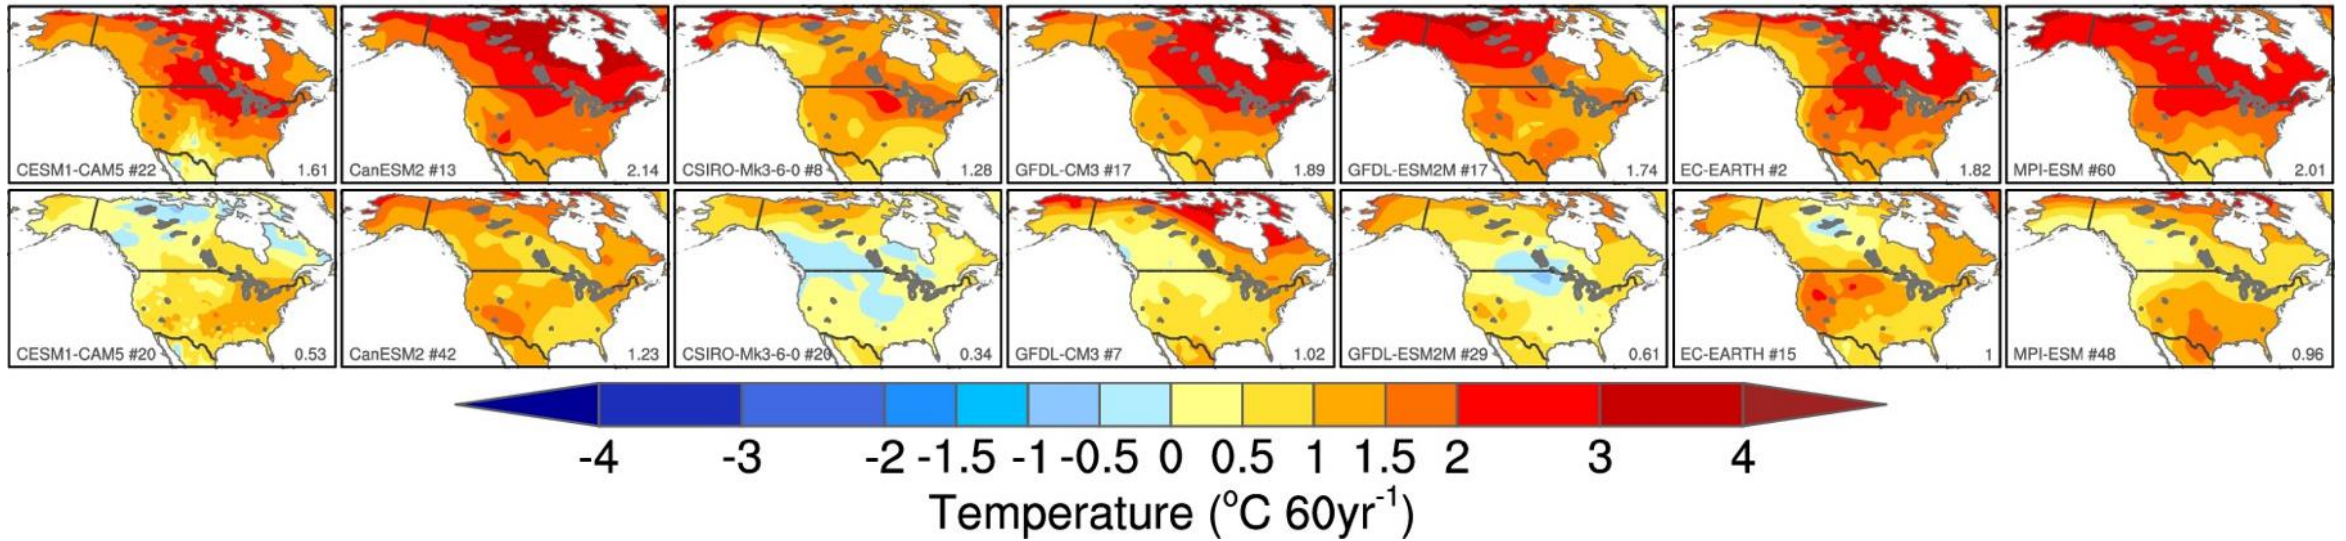 CESM1-CAM5 #22 1.61
CanESM2 #13 2.14
CSIRO-Mk3-6-0 #8 1.28
GFDL-CM3 #17 1.89
GFDL-ESM2M #17 1.74
EC-EARTH #2 1.82
MPI-ESM #60 2.01
CESM1-CAM5 #20 0.53
CanESM2 #42 1.23
CSIRO-Mk3-6-0 #20 0.34
GFDL-CM3 #7 1.02
GFDL-ESM2M #29 0.61
EC-EARTH #15 1
MPI-ESM #48 0.96
-4 -3 -2 -1.5 -1 -0.5 0 0.5 1 1.5 2 3 4
Temperature (°C 60yr⁻¹)